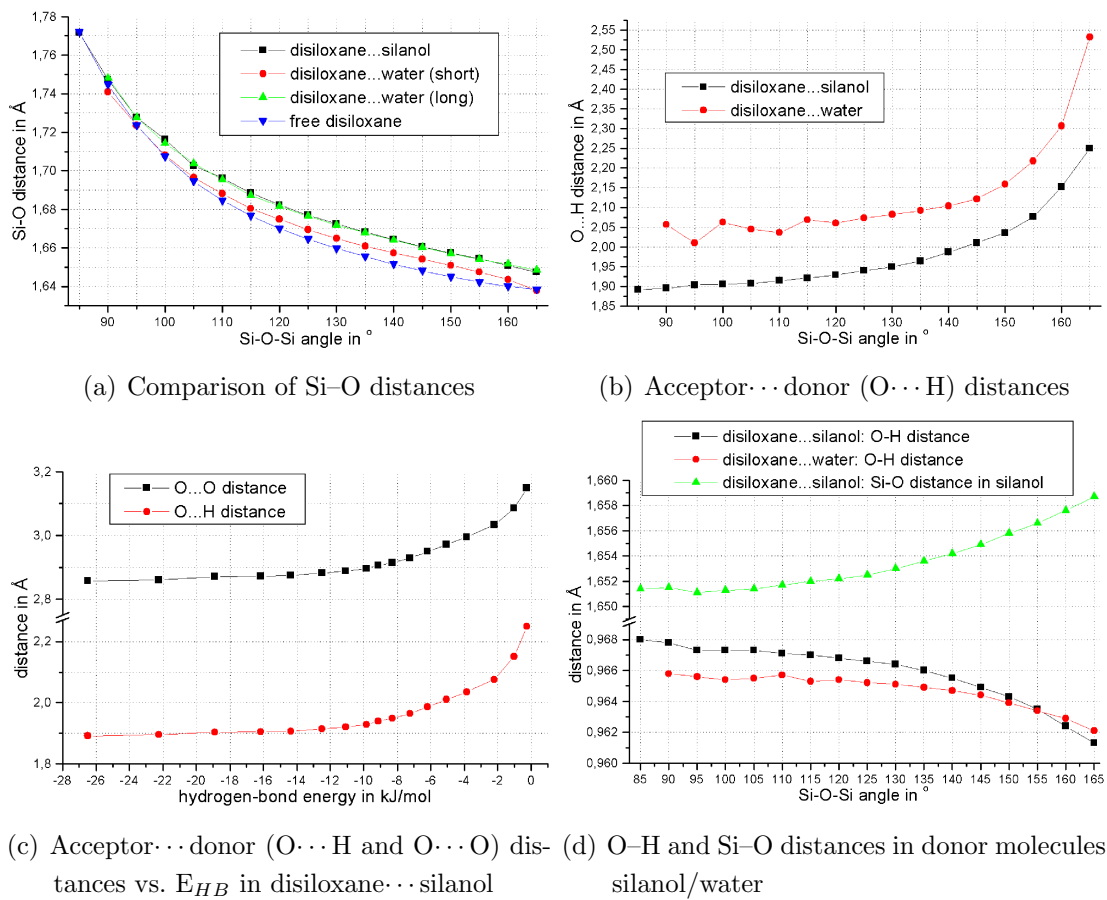 1,78
1,76
1,74
1,72
1,70
1,68
1,66
1,64
Si-O distance in Å
disiloxane...silanol
disiloxane...water (short)
disiloxane...water (long)
free disiloxane
90 100 110 120 130 140 150 160
Si-O-Si angle in °
(a) Comparison of Si–O distances
2,55
2,50
2,45
2,40
2,35
2,30
2,25
2,20
2,15
2,10
2,05
2,00
1,95
1,90
1,85
O...H distance in Å
disiloxane...silanol
disiloxane...water
90 100 110 120 130 140 150 160
Si-O-Si angle in °
(b) Acceptor···donor (O···H) distances
3,2
3,0
2,8
2,2
2,0
1,8
distance in Å
O...O distance
O...H distance
-28 -26 -24 -22 -20 -18 -16 -14 -12 -10 -8 -6 -4 -2 0
hydrogen-bond energy in kJ/mol
(c) Acceptor···donor (O···H and O···O) dis-
tances vs. E_HB in disiloxane···silanol
disiloxane...silanol: O-H distance
disiloxane...water: O-H distance
disiloxane...silanol: Si-O distance in silanol
1,660
1,658
1,656
1,654
1,652
1,650
0,968
0,966
0,964
0,962
0,960
distance in Å
85 90 95 100 105 110 115 120 125 130 135 140 145 150 155 160 165
Si-O-Si angle in °
(d) O–H and Si–O distances in donor molecules
silanol/water